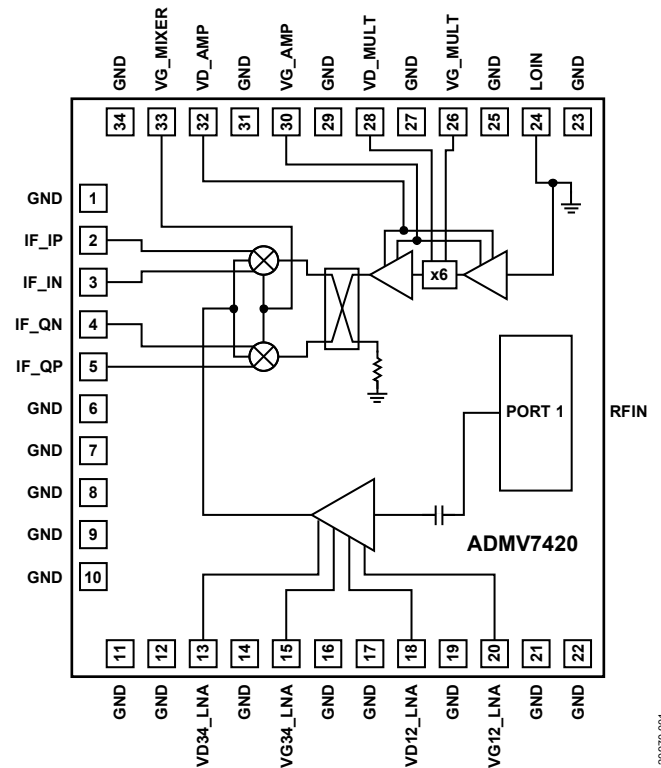 GND
VG_MIXER
VD_AMP
GND
VG_AMP
GND
VD_MULT
GND
VG_MULT
GND
LOIN
GND
34
33
32
31
30
29
28
27
26
25
24
23
GND 1
IF_IP 2
IF_IN 3
IF_QN 4
IF_QP 5
GND 6
GND 7
GND 8
GND 9
GND 10
x6
PORT 1
RFIN
ADMV7420
11
12
13
14
15
16
17
18
19
20
21
22
GND
GND
VD34_LNA
GND
VG34_LNA
GND
GND
VD12_LNA
GND
VG12_LNA
GND
GND